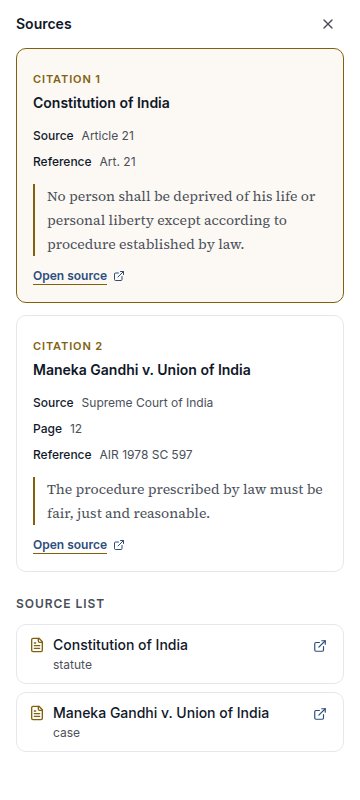 Sources
CITATION 1
Constitution of India
Source Article 21
Reference Art. 21
No person shall be deprived of his life or
personal liberty except according to
procedure established by law.
Open source
CITATION 2
Maneka Gandhi v. Union of India
Source Supreme Court of India
Page 12
Reference AIR 1978 SC 597
The procedure prescribed by law must be
fair, just and reasonable.
Open source
SOURCE LIST
Constitution of India
statute
Maneka Gandhi v. Union of India
case